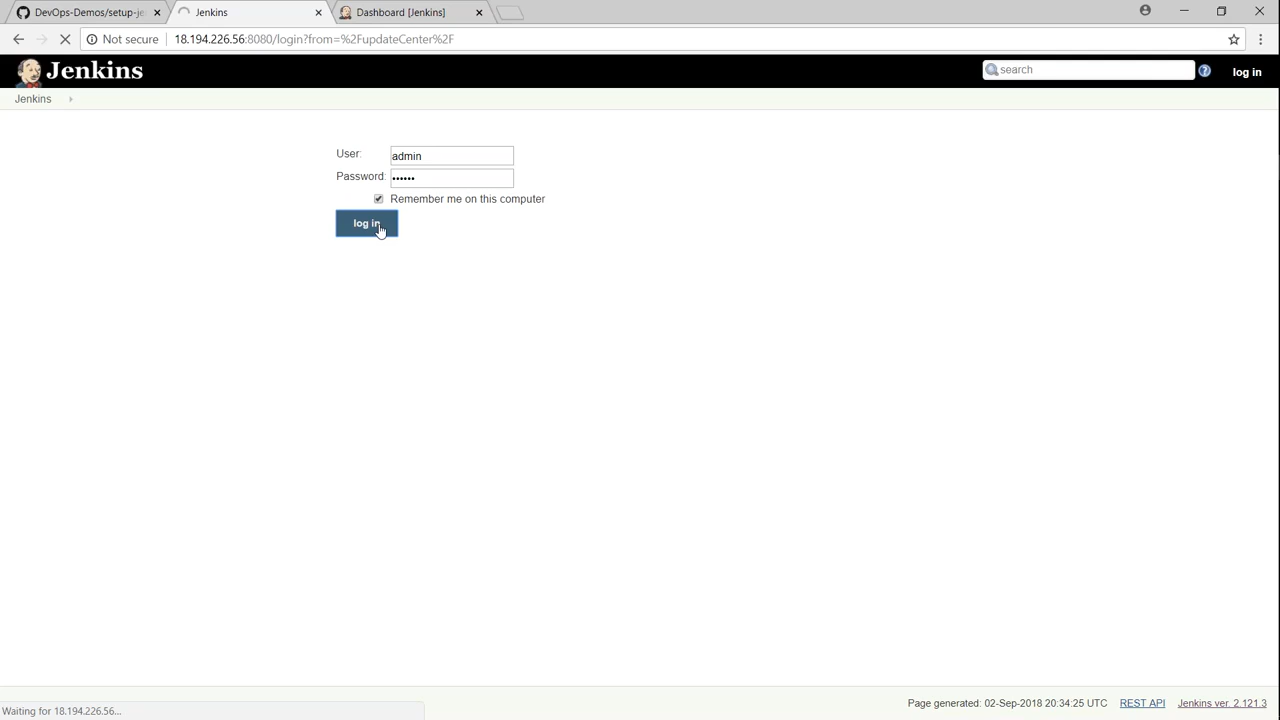 DevOps-Demos/setup-je
Jenkins
Dashboard [Jenkins]
Not secure
18.194.226.56:8080/login?from=%2FupdateCenter%2F
Jenkins
search
log in
Jenkins
User:
admin
Password:
••••••
Remember me on this computer
log in
Waiting for 18.194.226.56...
Page generated: 02-Sep-2018 20:34:25 UTC
REST API
Jenkins ver. 2.121.3